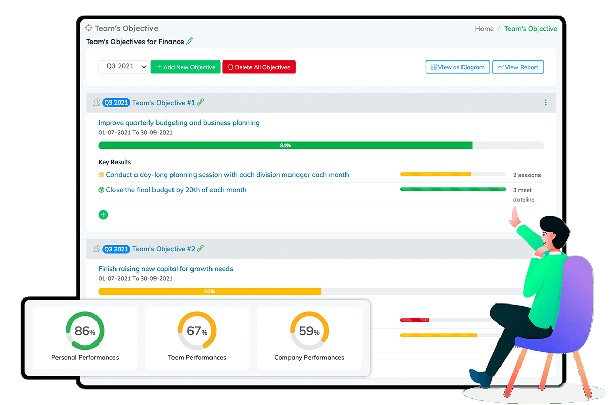 Team's Objective
Home / Team's Objective
Team's Objectives for Finance
Q3 2021
+ Add New Objective
Delete All Objectives
View as Diagram
View Report
Q3 2021 Team's Objective #1
Improve quarterly budgeting and business planning
01-07-2021 To 30-09-2021
84%
Key Results
Conduct a day-long planning session with each division manager each month
2 sessions
Close the final budget by 20th of each month
3 meet
dateline
Q3 2021 Team's Objective #2
Finish raising new capital for growth needs
01-07-2021 To 30-09-2021
86%
67%
59%
Personal Performances
Team Performances
Company Performances